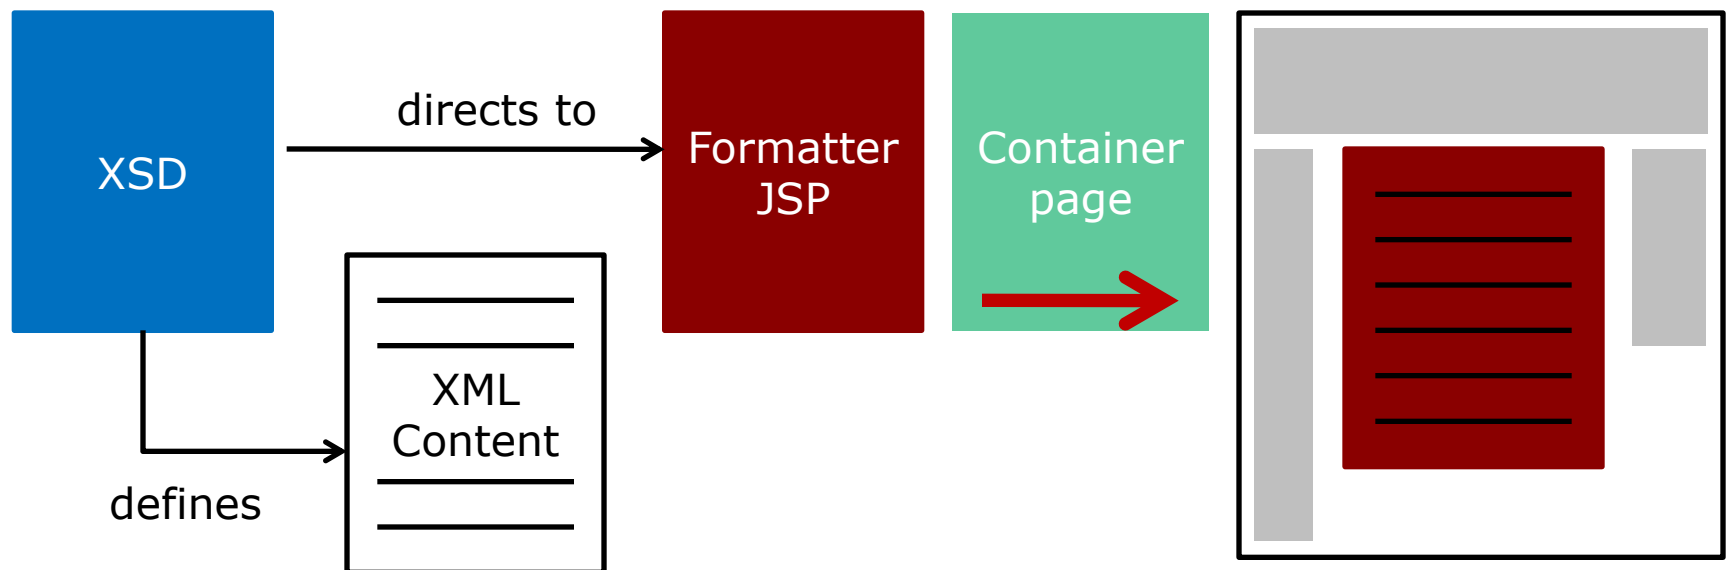 XSD
directs to
Formatter
JSP
Container
page
XML
Content
defines